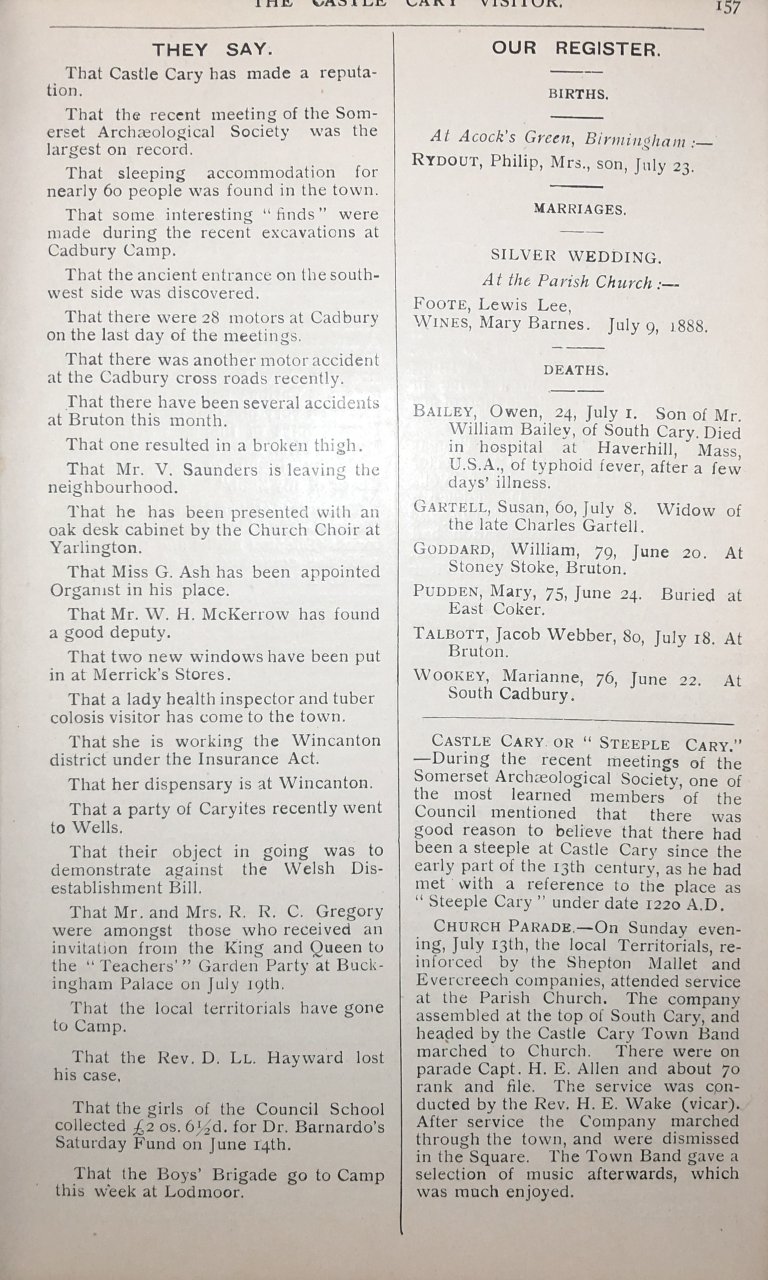 THE CASTLE CARY VISITOR.
157
THEY SAY.
That Castle Cary has made a reputa-
tion.
That the recent meeting of the Som-
erset Archæological Society was the
largest on record.
That sleeping accommodation for
nearly 60 people was found in the town.
That some interesting "finds" were
made during the recent excavations at
Cadbury Camp.
That the ancient entrance on the south-
west side was discovered.
That there were 28 motors at Cadbury
on the last day of the meetings.
That there was another motor accident
at the Cadbury cross roads recently.
That there have been several accidents
at Bruton this month.
That one resulted in a broken thigh.
That Mr. V. Saunders is leaving the
neighbourhood.
That he has been presented with an
oak desk cabinet by the Church Choir at
Yarlington.
That Miss G. Ash has been appointed
Organist in his place.
That Mr. W. H. McKerrow has found
a good deputy.
That two new windows have been put
in at Merrick's Stores.
That a lady health inspector and tuber
colosis visitor has come to the town.
That she is working the Wincanton
district under the Insurance Act.
That her dispensary is at Wincanton.
That a party of Caryites recently went
to Wells.
That their object in going was to
demonstrate against the Welsh Dis-
establishment Bill.
That Mr. and Mrs. R. R. C. Gregory
were amongst those who received an
invitation from the King and Queen to
the "Teachers'" Garden Party at Buck-
ingham Palace on July 19th.
That the local territorials have gone
to Camp.
That the Rev. D. LL. Hayward lost
his case,
That the girls of the Council School
collected £2 0s. 6½d. for Dr. Barnardo's
Saturday Fund on June 14th.
That the Boys' Brigade go to Camp
this week at Lodmoor.
OUR REGISTER.
BIRTHS.
At Acock's Green, Birmingham :—
RYDOUT, Philip, Mrs., son, July 23.
MARRIAGES.
SILVER WEDDING.
At the Parish Church :—
FOOTE, Lewis Lee,
WINES, Mary Barnes. July 9, 1888.
DEATHS.
BAILEY, Owen, 24, July 1. Son of Mr.
William Bailey, of South Cary. Died
in hospital at Haverhill, Mass,
U.S.A., of typhoid fever, after a few
days' illness.
GARTELL, Susan, 60, July 8. Widow of
the late Charles Gartell.
GODDARD, William, 79, June 20. At
Stoney Stoke, Bruton.
PUDDEN, Mary, 75, June 24. Buried at
East Coker.
TALBOTT, Jacob Webber, 80, July 18. At
Bruton.
WOOKEY, Marianne, 76, June 22. At
South Cadbury.
CASTLE CARY OR "STEEPLE CARY."
—During the recent meetings of the
Somerset Archæological Society, one of
the most learned members of the
Council mentioned that there was
good reason to believe that there had
been a steeple at Castle Cary since the
early part of the 13th century, as he had
met with a reference to the place as
"Steeple Cary" under date 1220 A.D.
CHURCH PARADE.—On Sunday even-
ing, July 13th, the local Territorials, re-
inforced by the Shepton Mallet and
Evercreech companies, attended service
at the Parish Church. The company
assembled at the top of South Cary, and
headed by the Castle Cary Town Band
marched to Church. There were on
parade Capt. H. E. Allen and about 70
rank and file. The service was con-
ducted by the Rev. H. E. Wake (vicar).
After service the Company marched
through the town, and were dismissed
in the Square. The Town Band gave a
selection of music afterwards, which
was much enjoyed.